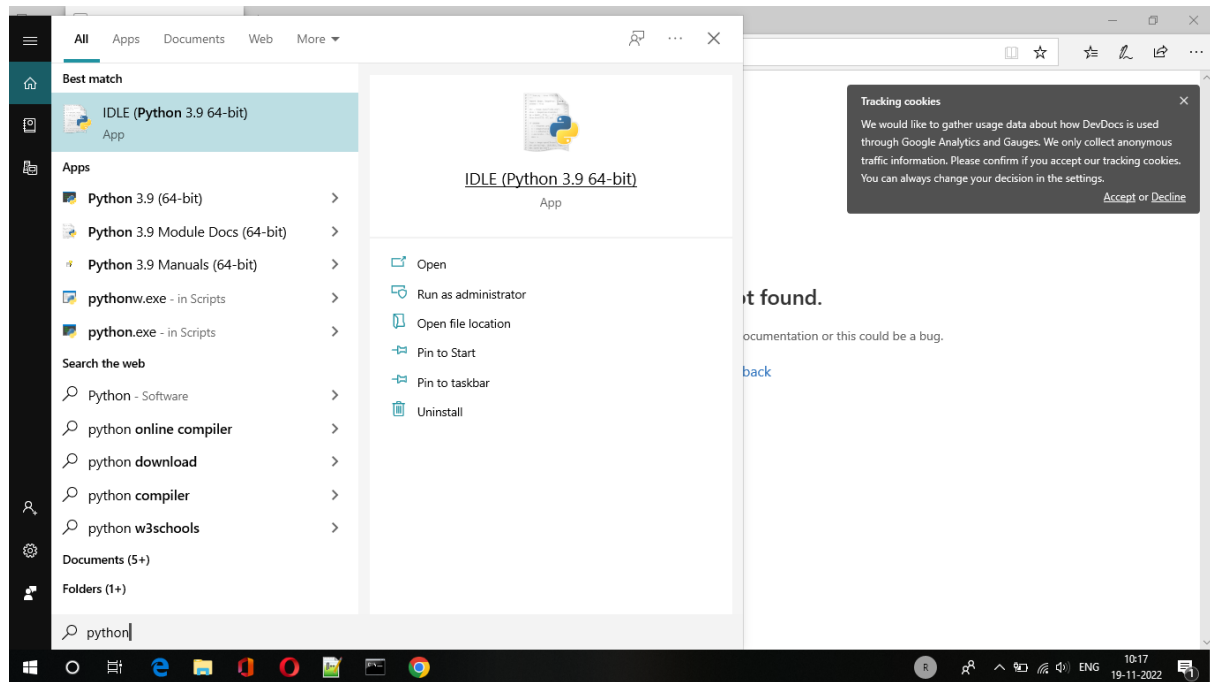 All Apps Documents Web More
Best match
IDLE (Python 3.9 64-bit)
App
Apps
Python 3.9 (64-bit)
Python 3.9 Module Docs (64-bit)
Python 3.9 Manuals (64-bit)
pythonw.exe - in Scripts
python.exe - in Scripts
Search the web
Python - Software
python online compiler
python download
python compiler
python w3schools
Documents (5+)
Folders (1+)
python
IDLE (Python 3.9 64-bit)
App
Open
Run as administrator
Open file location
Pin to Start
Pin to taskbar
Uninstall
Tracking cookies
We would like to gather usage data about how DevDocs is used
through Google Analytics and Gauges. We only collect anonymous
traffic information. Please confirm if you accept our tracking cookies.
You can always change your decision in the settings.
Accept or Decline
found.
or this could be a bug.
back
R
ENG
10:17
19-11-2022
1